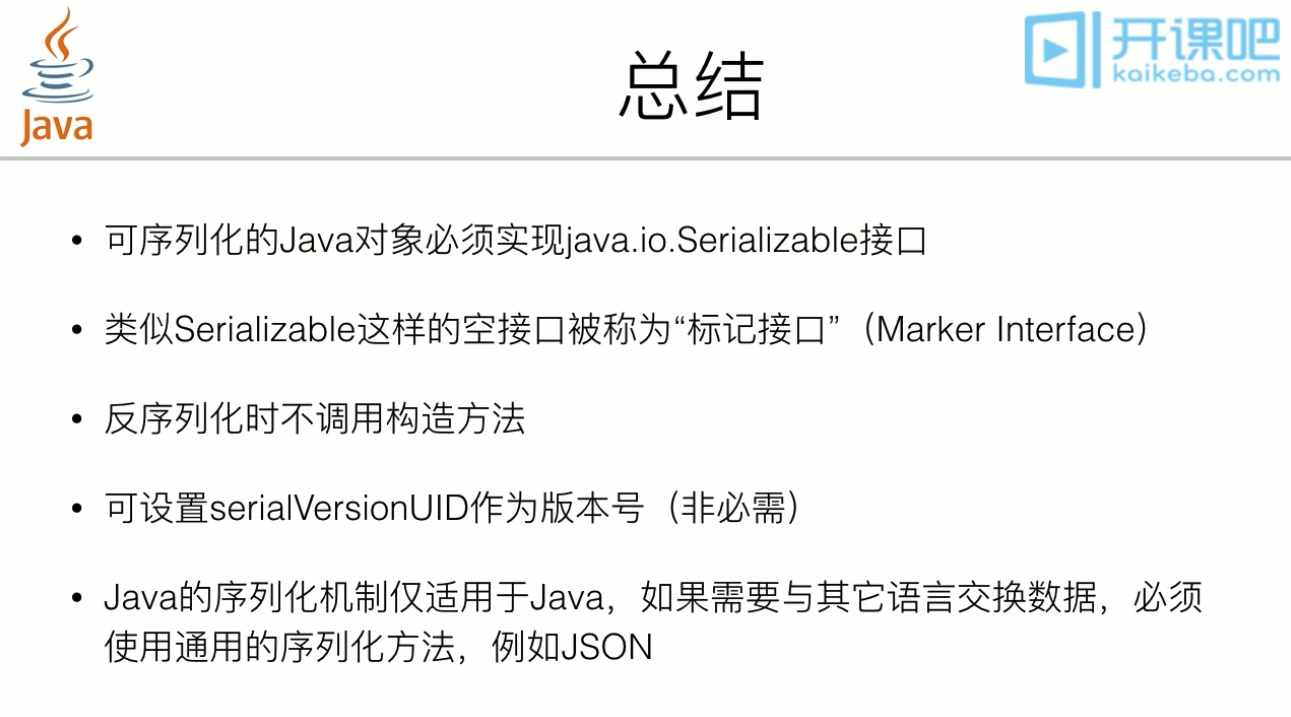 Java
总结
开课吧
kaikeba.com
• 可序列化的Java对象必须实现java.io.Serializable接口
• 类似Serializable这样的空接口被称为“标记接口”（Marker Interface）
• 反序列化时不调用构造方法
• 可设置serialVersionUID作为版本号（非必需）
• Java的序列化机制仅适用于Java，如果需要与其它语言交换数据，必须
使用通用的序列化方法，例如JSON